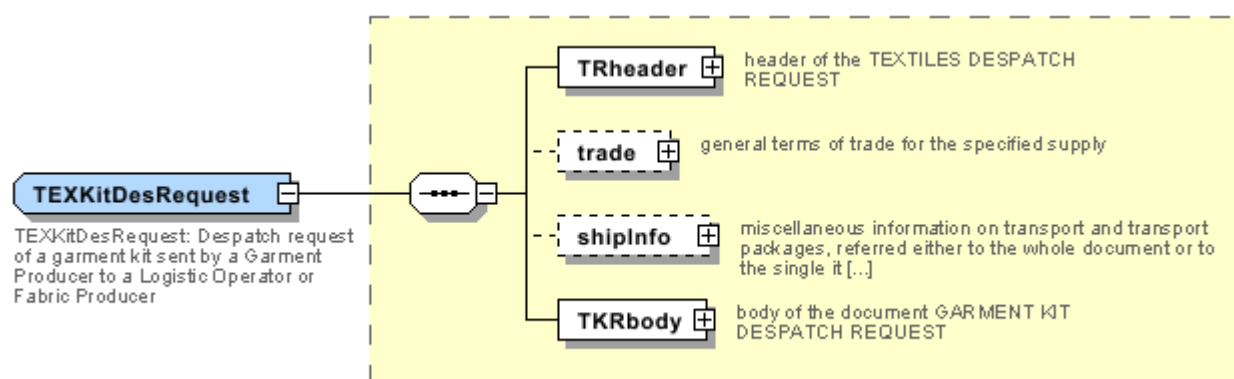 TRheader
header of the TEXTILES DESPATCH
REQUEST
trade
general terms of trade for the specified supply
TEXKitDesRequest
TEXKitDesRequest: Despatch request
of a garment kit sent by a Garment
Producer to a Logistic Operator or
Fabric Producer
shipInfo
miscellaneous information on transport and transport
packages, referred either to the whole document or to
the single it [...]
TKRbody
body of the document GARMENT KIT
DESPATCH REQUEST